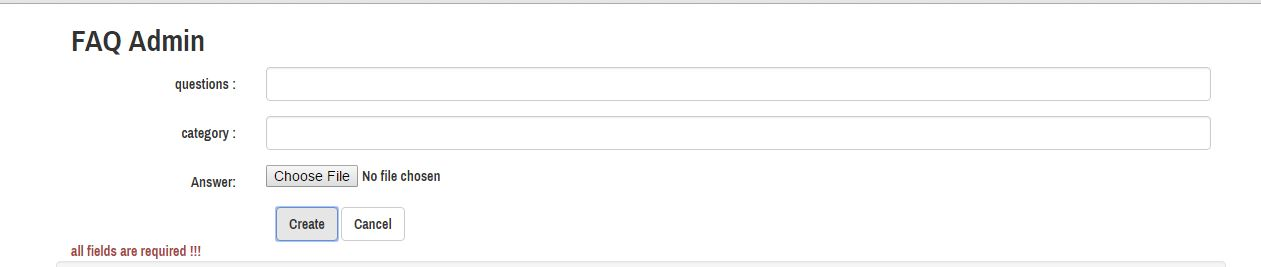 FAQ Admin
questions :
category :
Answer: Choose File No file chosen
Create Cancel
all fields are required !!!